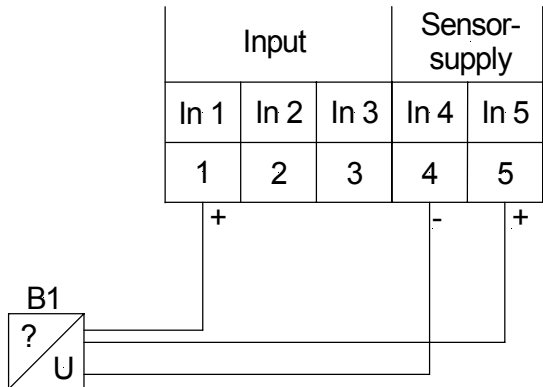 Input
Sensor-
supply
In 1 In 2 In 3 In 4 In 5
1 2 3 4 5
+ - +
B1
?
U